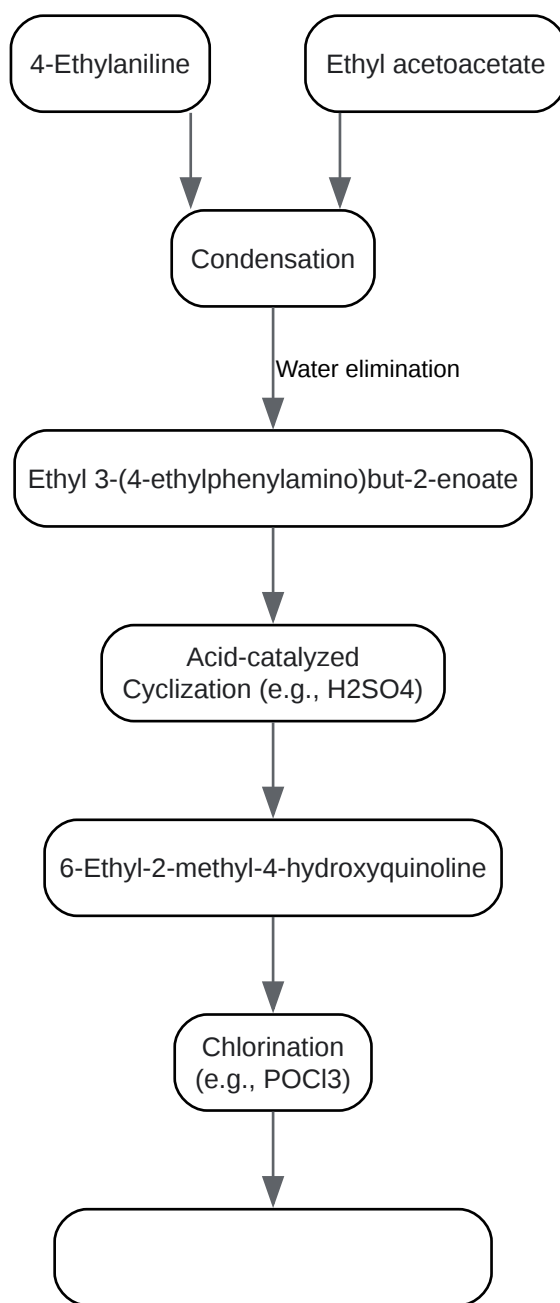 4-Ethylaniline
Ethyl acetoacetate
Condensation
Water elimination
Ethyl 3-(4-ethylphenylamino)but-2-enoate
Acid-catalyzed
Cyclization (e.g., H2SO4)
6-Ethyl-2-methyl-4-hydroxyquinoline
Chlorination
(e.g., POCl3)